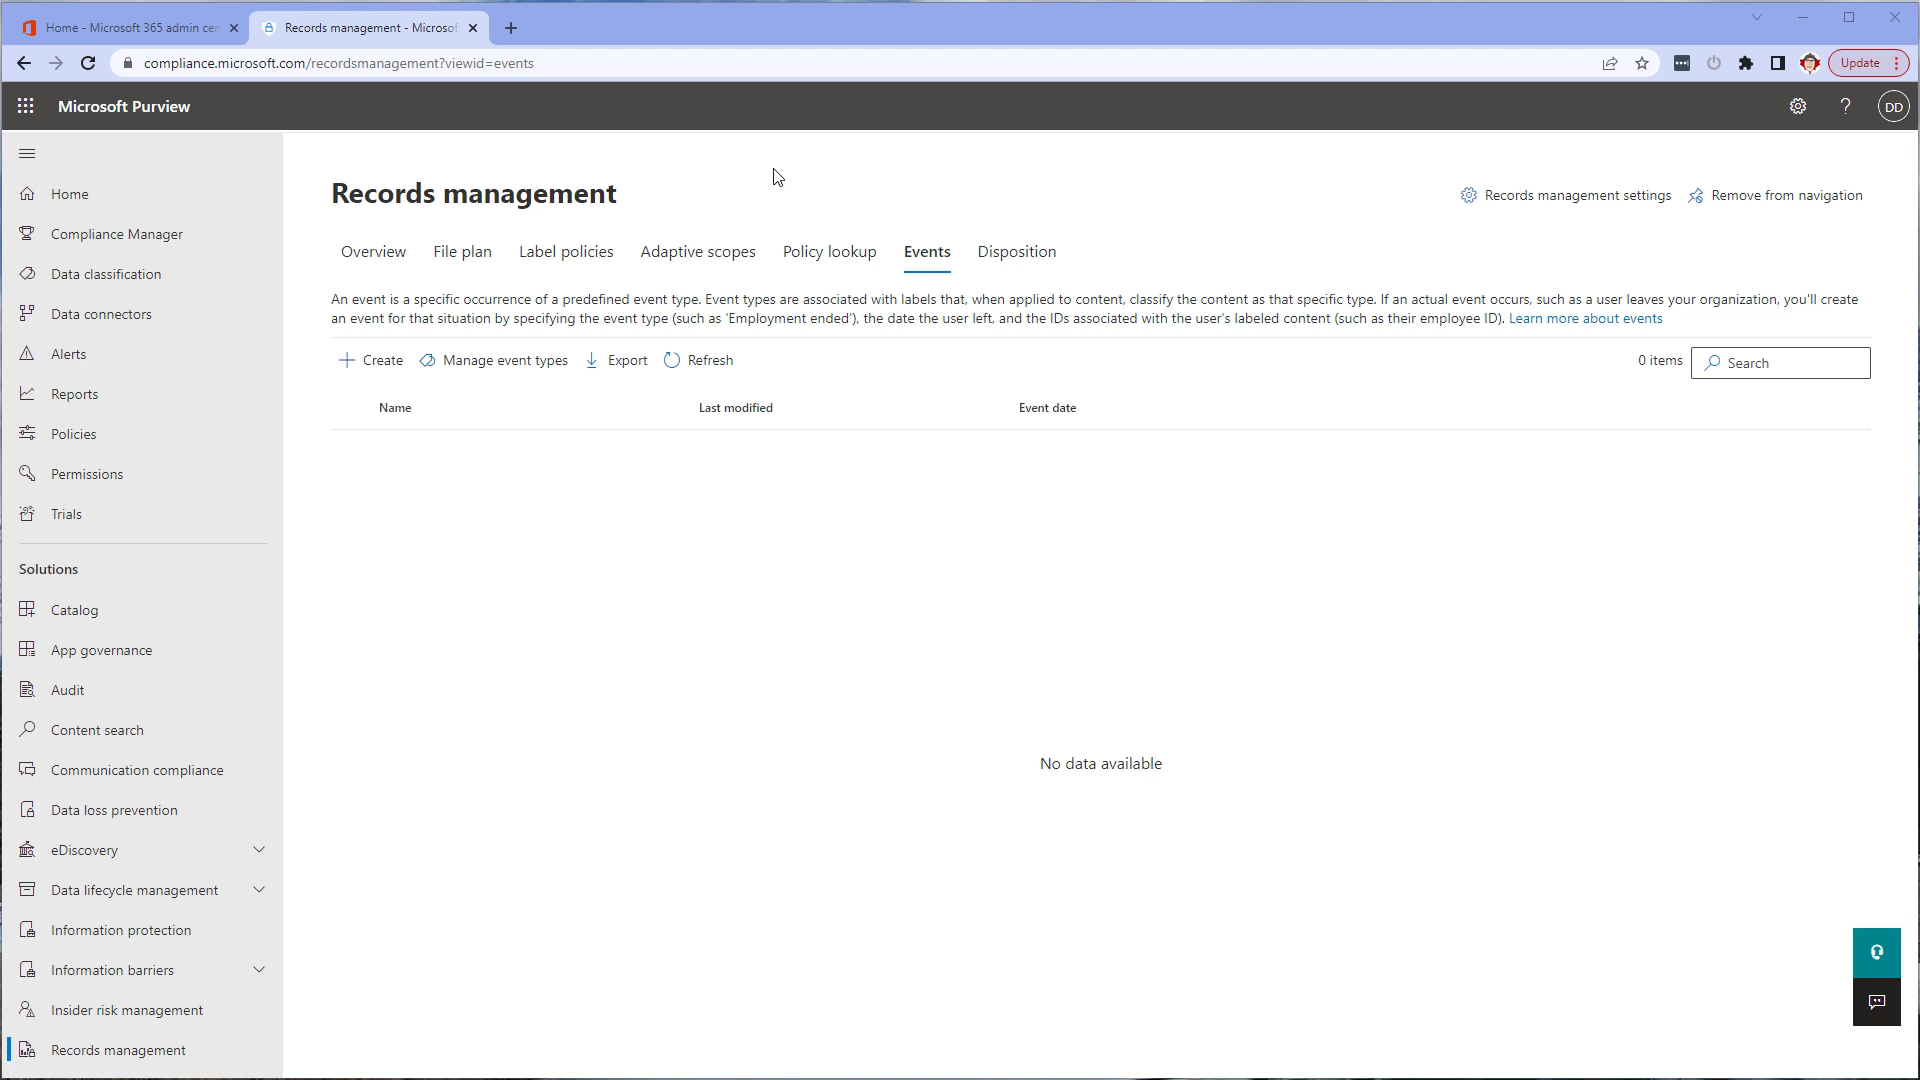 Home - Microsoft 365 admin cen
Records management - Microsof
compliance.microsoft.com/recordsmanagement?viewid=events
Update
Microsoft Purview
DD
Home
Compliance Manager
Data classification
Data connectors
Alerts
Reports
Policies
Permissions
Trials
Solutions
Catalog
App governance
Audit
Content search
Communication compliance
Data loss prevention
eDiscovery
Data lifecycle management
Information protection
Information barriers
Insider risk management
Records management
Records management
Records management settings
Remove from navigation
Overview
File plan
Label policies
Adaptive scopes
Policy lookup
Events
Disposition
An event is a specific occurrence of a predefined event type. Event types are associated with labels that, when applied to content, classify the content as that specific type. If an actual event occurs, such as a user leaves your organization, you'll create
an event for that situation by specifying the event type (such as 'Employment ended'), the date the user left, and the IDs associated with the user's labeled content (such as their employee ID). Learn more about events
Create
Manage event types
Export
Refresh
0 items
Search
Name
Last modified
Event date
No data available